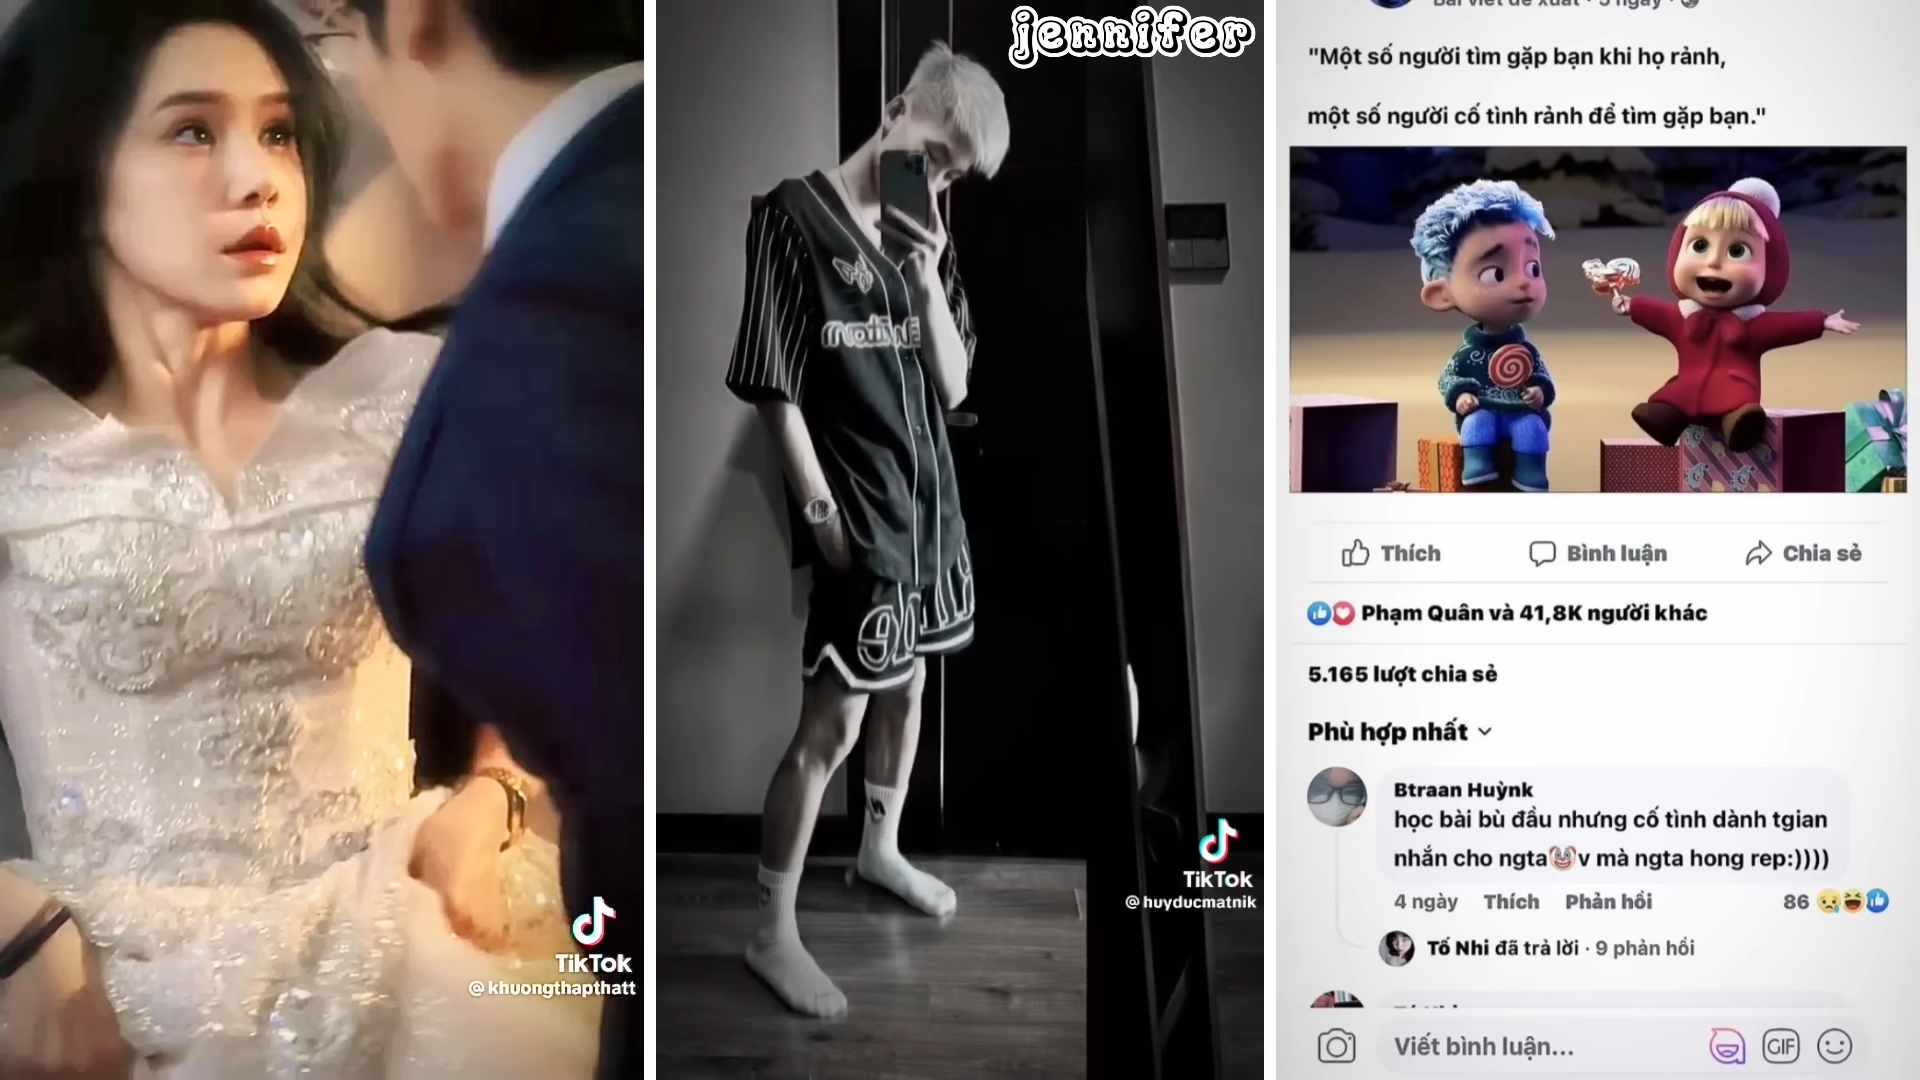 TikTok
@khuongthapthatt
jennifer
TikTok
@huyducmatnik
"Một số người tìm gặp bạn khi họ rảnh,
một số người cố tình rảnh để tìm gặp bạn."
Thích
Bình luận
Chia sẻ
Phạm Quân và 41,8K người khác
5.165 lượt chia sẻ
Phù hợp nhất
Btraan Huỳnk
học bài bù đầu nhưng cố tình dành tgian
nhắn cho ngta🤡v mà ngta hong rep:))))
4 ngày Thích Phản hồi 86
Tố Nhi đã trả lời · 9 phản hồi
Viết bình luận...
GIF